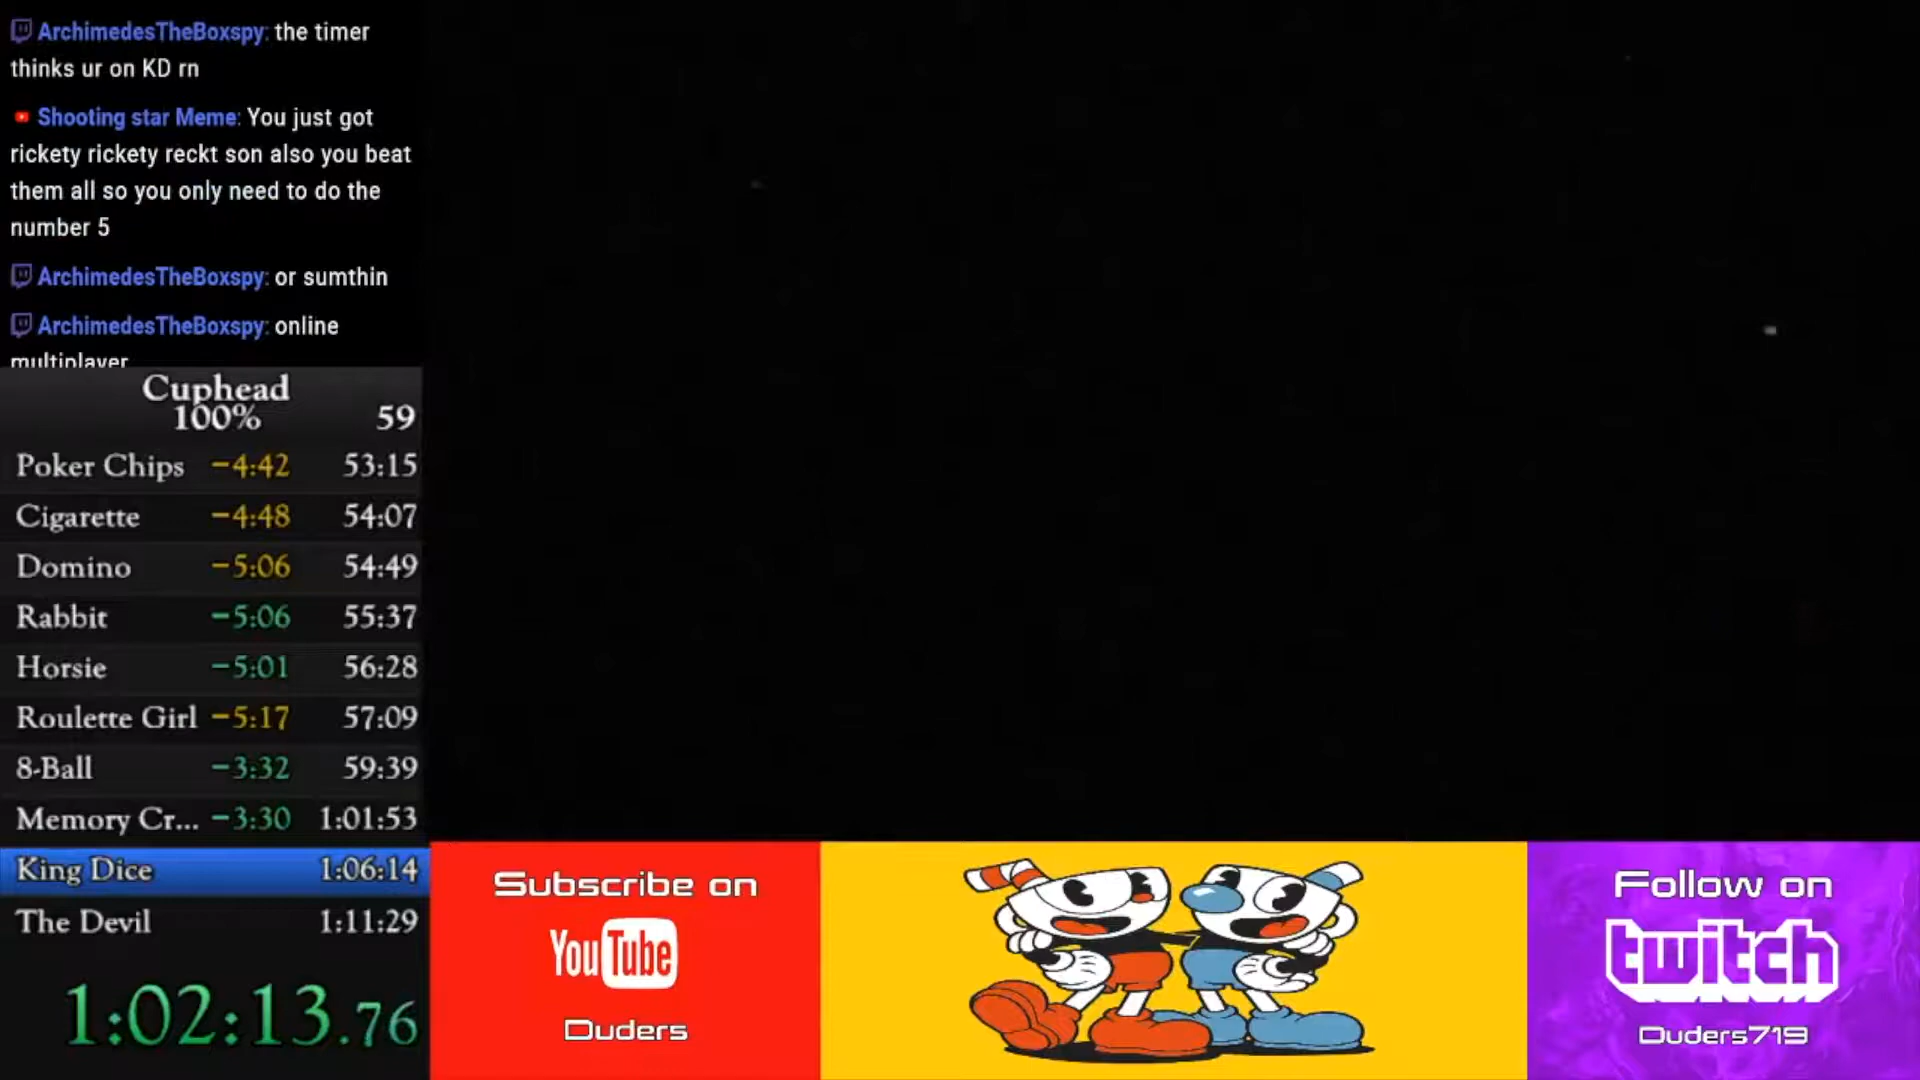 ArchimedesTheBoxspy: the timer
thinks ur on KD rn
Shooting star Meme: You just got
rickety rickety reckt son also you beat
them all so you only need to do the
number 5
ArchimedesTheBoxspy: or sumthin
ArchimedesTheBoxspy: online
multiplayer
Cuphead
100% 59
Poker Chips -4:42 53:15
Cigarette -4:48 54:07
Domino -5:06 54:49
Rabbit -5:06 55:37
Horsie -5:01 56:28
Roulette Girl -5:17 57:09
8-Ball -3:32 59:39
Memory Cr... -3:30 1:01:53
King Dice 1:06:14
The Devil 1:11:29
1:02:13.76
Subscribe on
YouTube
Duders
Follow on
twitch
Duders719